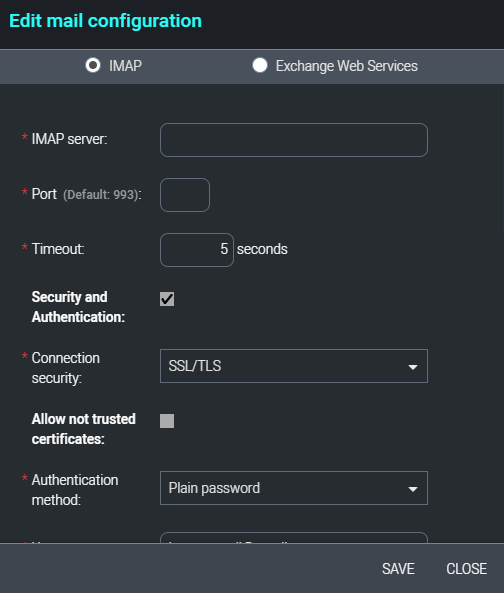 Edit mail configuration
IMAP
Exchange Web Services
* IMAP server:
* Port (Default: 993):
* Timeout:
5 seconds
Security and
Authentication:
* Connection
security:
SSL/TLS
Allow not trusted
certificates:
* Authentication
method:
Plain password
SAVE
CLOSE